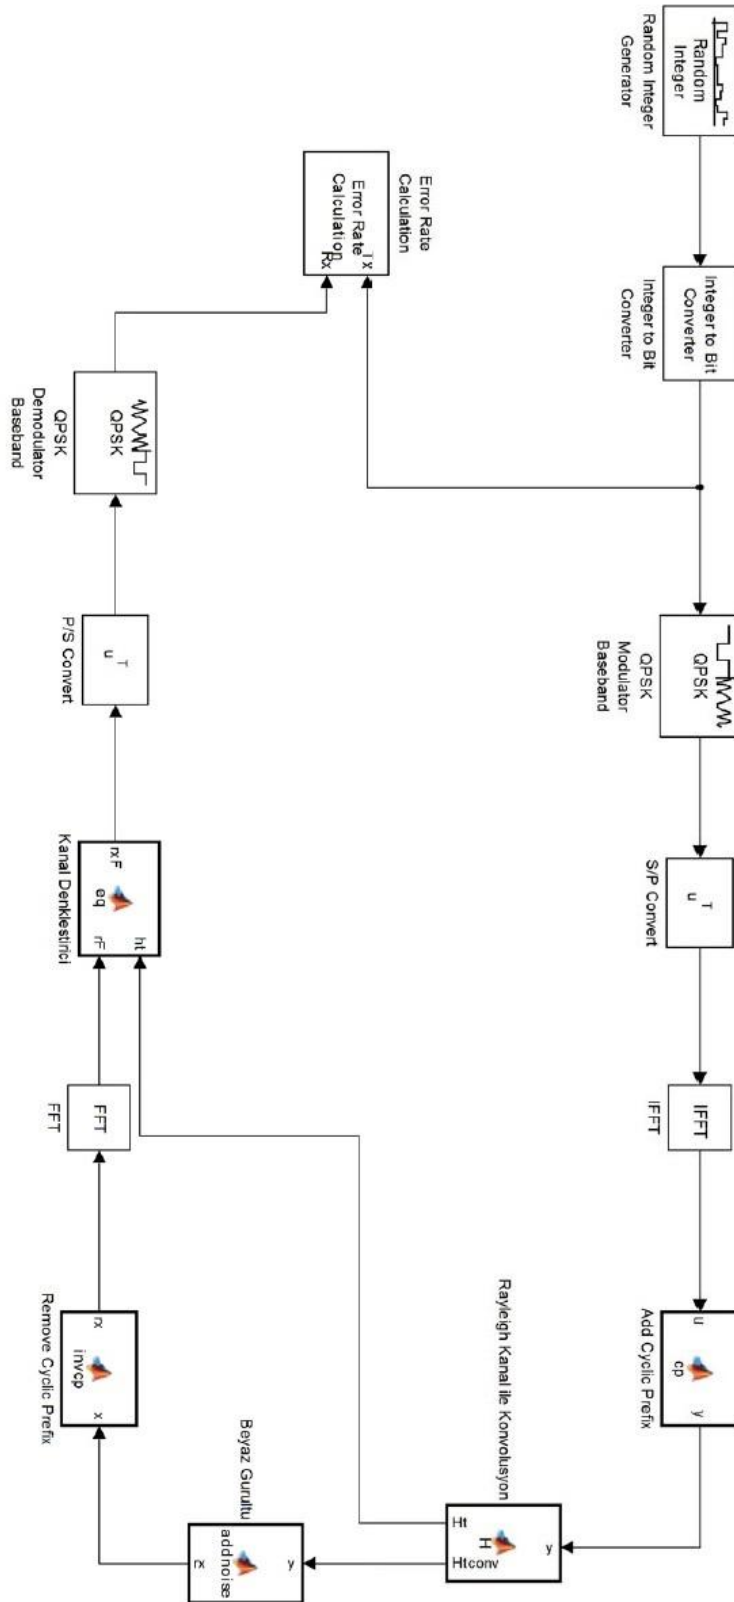 Random
Integer
Random Integer
Generator
Integer to Bit
Converter
Integer to Bit
Converter
QPSK
QPSK
Modulator
Baseband
u
T
S/P Convert
IFFT
IFFT
u
cp
y
Add Cyclic Prefix
Error Rate
Calculation
Tx
Error Rate
Calculation
Rx
Rayleigh Kanal ile Konvolusyon
y
H
Ht
Htconv
QPSK
QPSK
Demodulator
Baseband
u
T
P/S Convert
rxF
eq
ht
rF
Kanal Denklestirici
FFT
FFT
rx
invcp
x
Remove Cyclic Prefix
Beyaz Gurultu
y
addnoise
rx